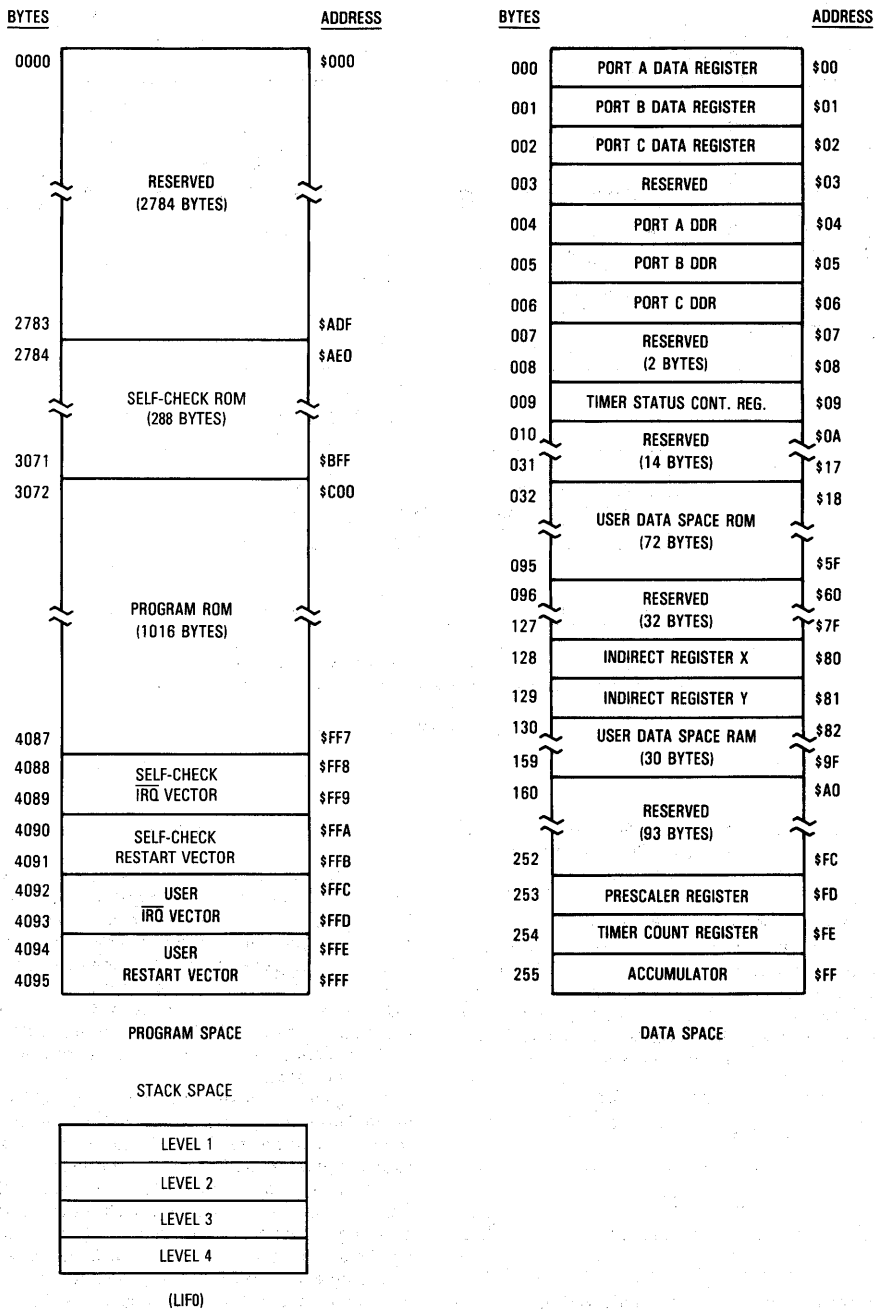 BYTES ADDRESS
0000 $000
RESERVED
(2784 BYTES)
2783 $ADF
2784 $AE0
SELF-CHECK ROM
(288 BYTES)
3071 $BFF
3072 $C00
PROGRAM ROM
(1016 BYTES)
4087 $FF7
4088 $FF8
SELF-CHECK
IRQ VECTOR
4089 $FF9
4090 $FFA
SELF-CHECK
RESTART VECTOR
4091 $FFB
4092 $FFC
USER
IRQ VECTOR
4093 $FFD
4094 $FFE
USER
RESTART VECTOR
4095 $FFF
PROGRAM SPACE
STACK SPACE
LEVEL 1
LEVEL 2
LEVEL 3
LEVEL 4
(LIFO)
BYTES ADDRESS
000 PORT A DATA REGISTER $00
001 PORT B DATA REGISTER $01
002 PORT C DATA REGISTER $02
003 RESERVED $03
004 PORT A DDR $04
005 PORT B DDR $05
006 PORT C DDR $06
007 $07
RESERVED
(2 BYTES)
008 $08
009 TIMER STATUS CONT. REG. $09
010 $0A
RESERVED
(14 BYTES)
031 $17
032 $18
USER DATA SPACE ROM
(72 BYTES)
095 $5F
096 $60
RESERVED
(32 BYTES)
127 $7F
128 INDIRECT REGISTER X $80
129 INDIRECT REGISTER Y $81
130 $82
USER DATA SPACE RAM
(30 BYTES)
159 $9F
160 $A0
RESERVED
(93 BYTES)
252 $FC
253 PRESCALER REGISTER $FD
254 TIMER COUNT REGISTER $FE
255 ACCUMULATOR $FF
DATA SPACE